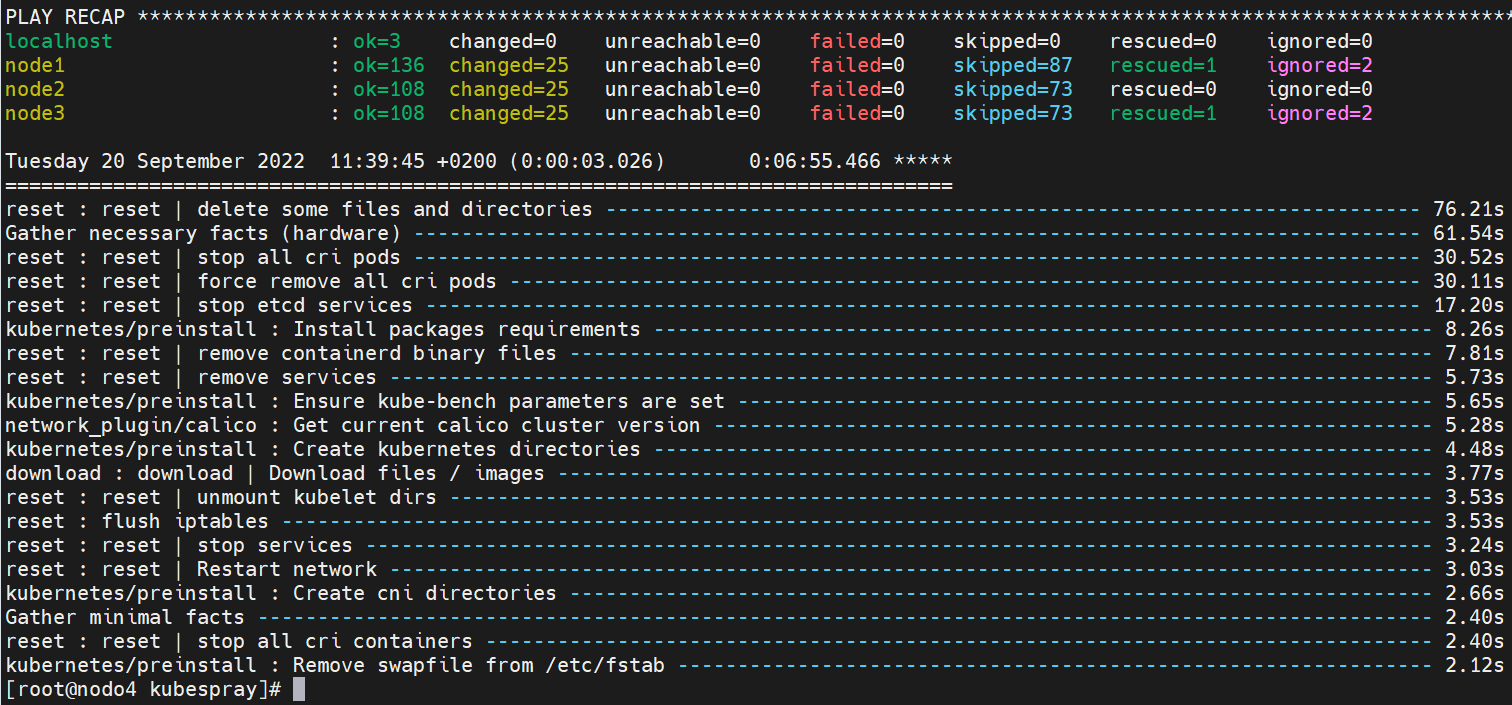 PLAY RECAP *******************************************************************************************************************
localhost : ok=3 changed=0 unreachable=0 failed=0 skipped=0 rescued=0 ignored=0
node1 : ok=136 changed=25 unreachable=0 failed=0 skipped=87 rescued=1 ignored=2
node2 : ok=108 changed=25 unreachable=0 failed=0 skipped=73 rescued=0 ignored=0
node3 : ok=108 changed=25 unreachable=0 failed=0 skipped=73 rescued=1 ignored=2
Tuesday 20 September 2022 11:39:45 +0200 (0:00:03.026) 0:06:55.466 *****
===============================================================================
reset : reset | delete some files and directories -------------------------------------------------------------------- 76.21s
Gather necessary facts (hardware) ------------------------------------------------------------------------------------ 61.54s
reset : reset | stop all cri pods ------------------------------------------------------------------------------------ 30.52s
reset : reset | force remove all cri pods ---------------------------------------------------------------------------- 30.11s
reset : reset | stop etcd services ----------------------------------------------------------------------------------- 17.20s
kubernetes/preinstall : Install packages requirements ----------------------------------------------------------------- 8.26s
reset : reset | remove containerd binary files ------------------------------------------------------------------------ 7.81s
reset : reset | remove services --------------------------------------------------------------------------------------- 5.73s
kubernetes/preinstall : Ensure kube-bench parameters are set ---------------------------------------------------------- 5.65s
network_plugin/calico : Get current calico cluster version ------------------------------------------------------------ 5.28s
kubernetes/preinstall : Create kubernetes directories ----------------------------------------------------------------- 4.48s
download : download | Download files / images ------------------------------------------------------------------------- 3.77s
reset : reset | unmount kubelet dirs ---------------------------------------------------------------------------------- 3.53s
reset : flush iptables ------------------------------------------------------------------------------------------------ 3.53s
reset : reset | stop services ----------------------------------------------------------------------------------------- 3.24s
reset : reset | Restart network --------------------------------------------------------------------------------------- 3.03s
kubernetes/preinstall : Create cni directories ------------------------------------------------------------------------ 2.66s
Gather minimal facts -------------------------------------------------------------------------------------------------- 2.40s
reset : reset | stop all cri containers ------------------------------------------------------------------------------- 2.40s
kubernetes/preinstall : Remove swapfile from /etc/fstab --------------------------------------------------------------- 2.12s
[root@nodo4 kubespray]#